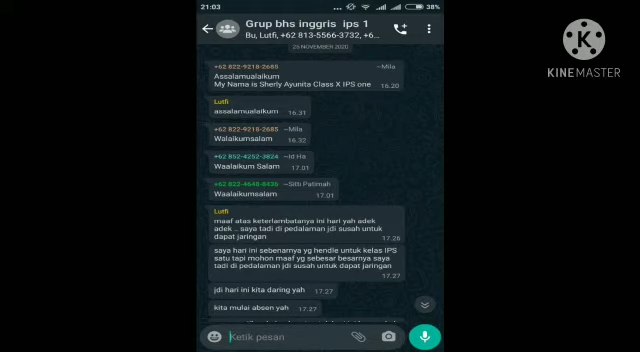 21:03
38%
Grup bhs inggris ips 1
Bu, Lutfi, +62 813-5566-3732, +6...
25 NOVEMBER 2020
+62 822-9218-2685 ~Mila
Assalamualaikum
My Name is Sherly Ayunita Class X IPS one 16.20
Lutfi
assalamualaikum 16.31
+62 822-9218-2685 ~Mila
Walaikumsalam 16.32
+62 852-4252-3824 ~Id Ha
Waalaikum Salam 17.01
+62 822-4648-8436 ~SiBi Patimah
Waalaikumsalam 17.01
Lutfi
maaf atas keterlambatanya ini hari yah adek
adek .. saya tadi di pedalaman jdi susah untuk
dapat jaringan 17.26
saya hari ini sebenarnya yg hendle untuk kelas IPS
satu tapi mohon maaf yg sebesar besarnya saya
tadi di pedalaman jdi susah untuk dapat jaringan
17.27
jdi hari ini kita daring yah 17.27
kita mulai absen yah 17.27
Ketik pesan
K
KINEMASTER